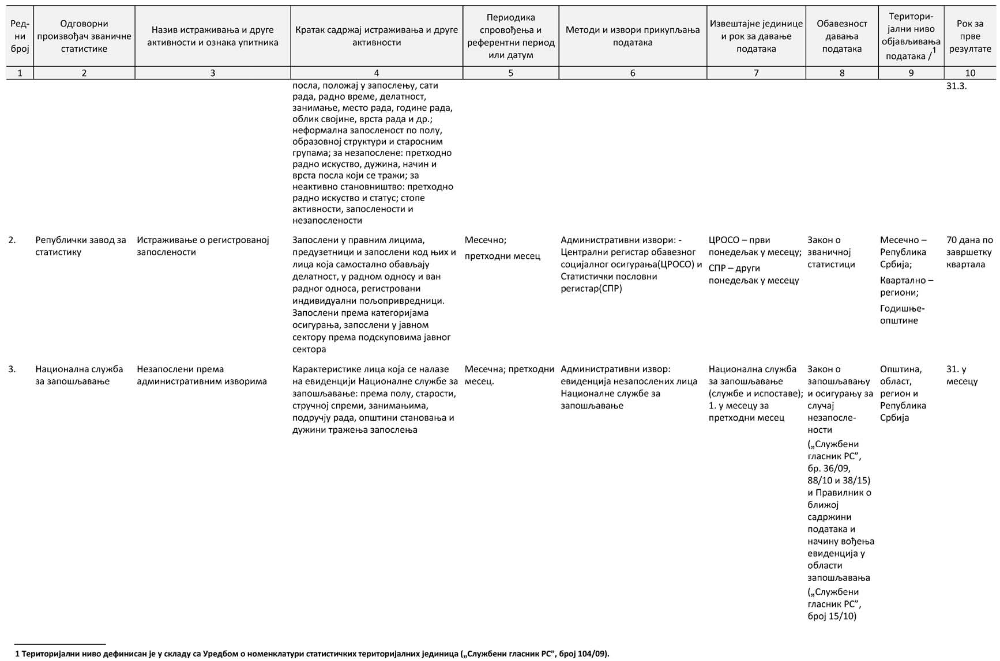 Ред-
ни
број
Одговорни
произвођач званичне
статистике
Назив истраживања и друге
активности и ознака упитника
Кратак садржај истраживања и друге
активности
Периодика
спровођења и
референтни период
или датум
Методи и извори прикупљања
података
Извештајне јединице
и рок за давање
података
Обавезност
давања
података
Територи-
јални ниво
објављивања
података /1
Рок за
прве
резултате
1
2
3
4
5
6
7
8
9
10
посла, положај у запослењу, сати
рада, радно време, делатност,
занимање, место рада, године рада,
облик својине, врста рада и др.;
неформална запосленост по полу,
образовној структури и старосним
групама; за незапослене: претходно
радно искуство, дужина, начин и
врста посла који се тражи; за
неактивно становништво: претходно
радно искуство и статус; стопе
активности, запослености и
незапослености
31.3.
2.
Републички завод за
статистику
Истраживање о регистрованој
запослености
Запослени у правним лицима,
предузетници и запослени код њих и
лица која самостално обављају
делатност, у радном односу и ван
радног односа, регистровани
индивидуални пољопривредници.
Запослени према категоријама
осигурања, запослени у јавном
сектору према подскуповима јавног
сектора
Месечно;
претходни месец
Административни извори: -
Централни регистар обавезног
социјалног осигурања(ЦРОСО) и
Статистички пословни
регистар(СПР)
ЦРОСО – први
понедељак у месецу;
СПР – други
понедељак у месецу
Закон о
званичној
статистици
Месечно –
Република
Србија;
Квартално –
региони;
Годишње-
општине
70 дана по
завршетку
квартала
3.
Национална служба
за запошљавање
Незапослени према
административним изворима
Карактеристике лица која се налазе
на евиденцији Националне службе за
запошљавање: према полу, старости,
стручној спреми, занимањима,
подручју рада, општини становања и
дужини тражења запослења
Месечна; претходни
месец.
Административни извор:
евиденција незапослених лица
Националне службе за
запошљавање
Национална служба
за запошљавање
(службе и испоставе);
1. у месецу за
претходни месец
Закон о
запошљавању
и осигурању за
случај
незапосле-
ности
(„Службени
гласник РС”,
бр. 36/09,
88/10 и 38/15)
и Правилник о
ближој
садржини
података и
начину вођења
евиденција у
области
запошљавања
(„Службени
гласник РС”,
број 15/10)
Општина,
област,
регион и
Република
Србија
31. у
месецу
1 Територијални ниво дефинисан је у складу са Уредбом о номенклатури статистичких територијалних јединица („Службени гласник РС”, број 104/09).